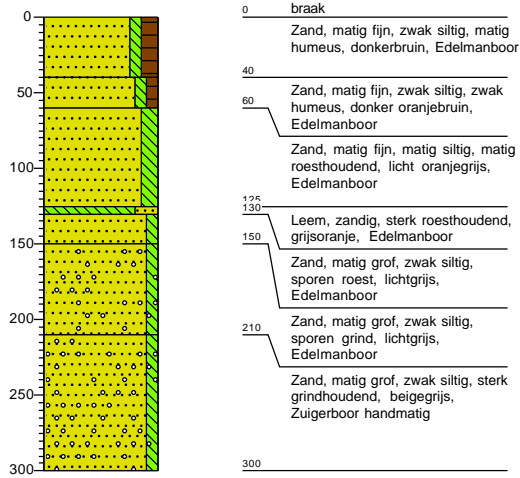 0
50
100
150
200
250
300
0 braak
Zand, matig fijn, zwak siltig, matig
humeus, donkerbruin, Edelmanboor
40
Zand, matig fijn, zwak siltig, zwak
humeus, donker oranjebruin,
Edelmanboor
60
Zand, matig fijn, matig siltig, matig
roesthoudend, licht oranjegrijs,
Edelmanboor
125
Leem, zandig, sterk roesthoudend,
grijsoranje, Edelmanboor
130
Zand, matig grof, zwak siltig,
sporen roest, lichtgrijs,
Edelmanboor
150
Zand, matig grof, zwak siltig,
sporen grind, lichtgrijs,
Edelmanboor
210
Zand, matig grof, zwak siltig, sterk
grindhoudend, beigegrijs,
Zuigerboor handmatig
300